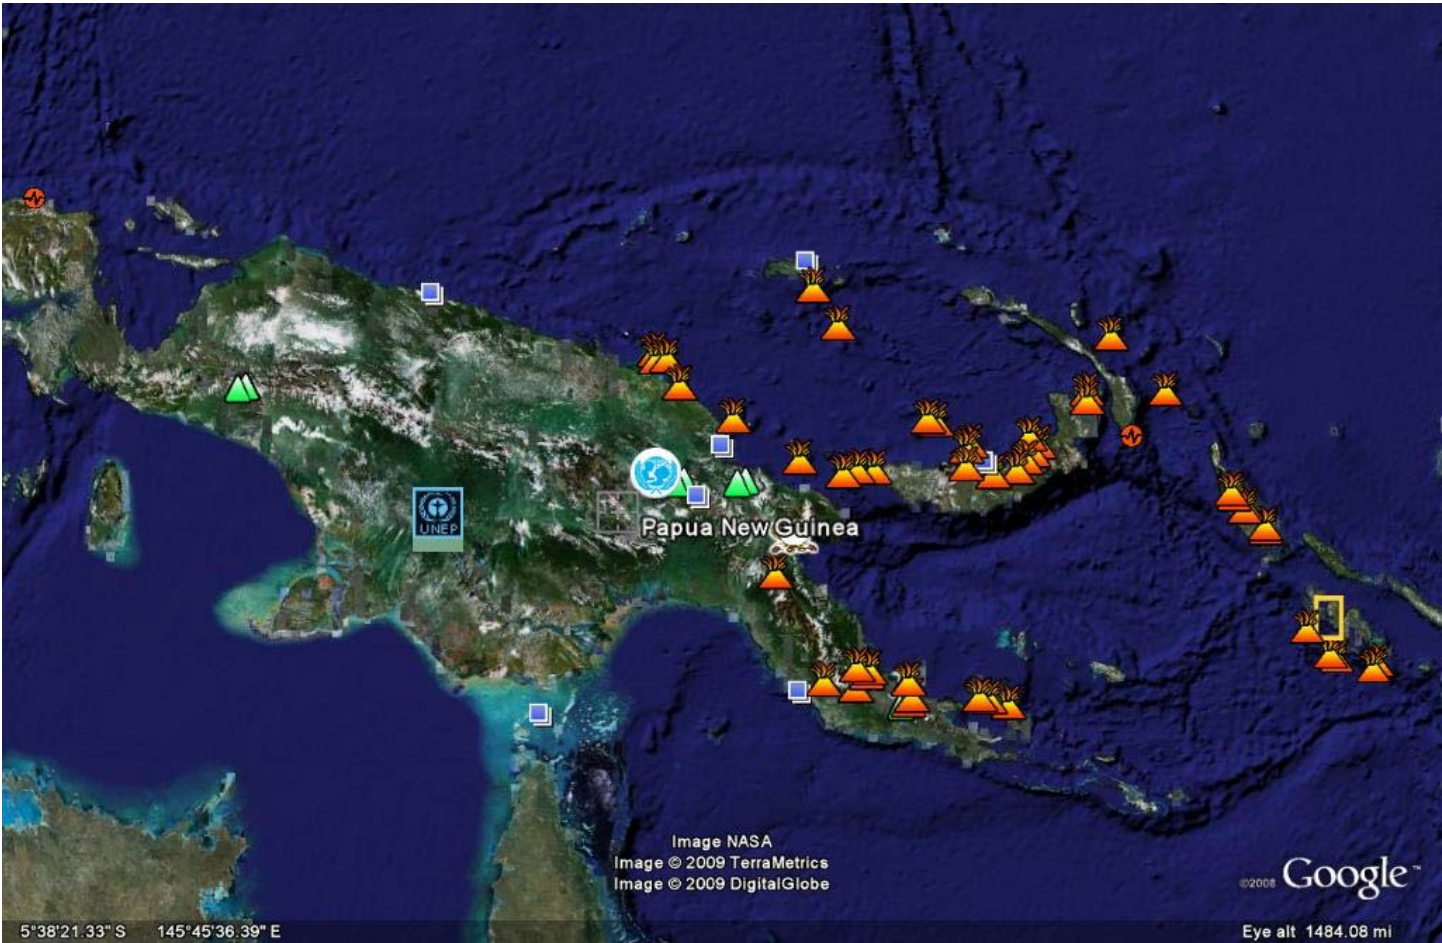 UNEP
Papua New Guinea
Image NASA
Image © 2009 TerraMetrics
Image © 2009 DigitalGlobe
©2008 Google™
5°38'21.33" S 145°45'36.39" E
Eye alt 1484.08 mi